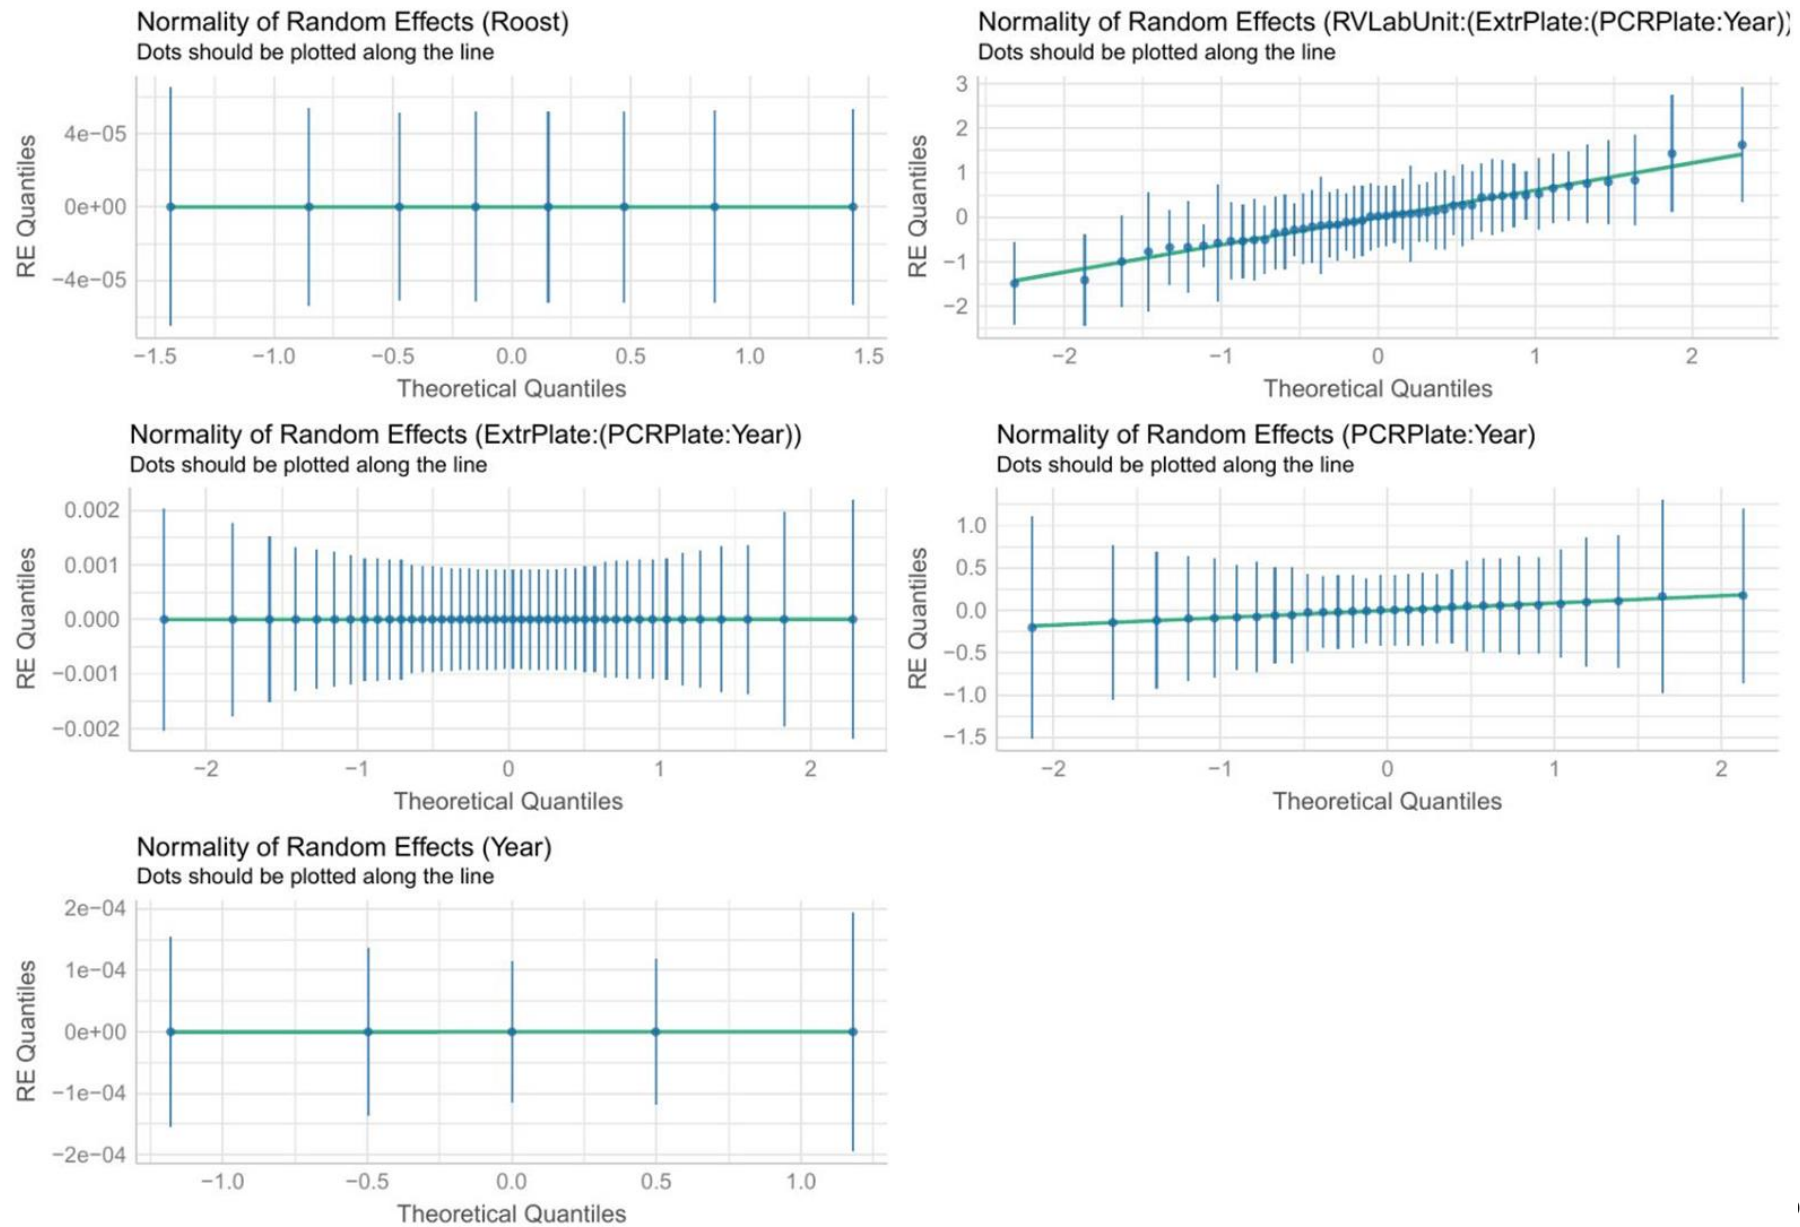 Normality of Random Effects (Roost)
Dots should be plotted along the line
RE Quantiles
4e−05
0e+00
−4e−05
−1.5 −1.0 −0.5 0.0 0.5 1.0 1.5
Theoretical Quantiles
Normality of Random Effects (RVLabUnit:(ExtrPlate:(PCRPlate:Year))
Dots should be plotted along the line
RE Quantiles
3
2
1
0
−1
−2
−2 −1 0 1 2
Theoretical Quantiles
Normality of Random Effects (ExtrPlate:(PCRPlate:Year))
Dots should be plotted along the line
RE Quantiles
0.002
0.001
0.000
−0.001
−0.002
−2 −1 0 1 2
Theoretical Quantiles
Normality of Random Effects (PCRPlate:Year)
Dots should be plotted along the line
RE Quantiles
1.0
0.5
0.0
−0.5
−1.0
−1.5
−2 −1 0 1 2
Theoretical Quantiles
Normality of Random Effects (Year)
Dots should be plotted along the line
RE Quantiles
2e−04
1e−04
0e+00
−1e−04
−2e−04
−1.0 −0.5 0.0 0.5 1.0
Theoretical Quantiles